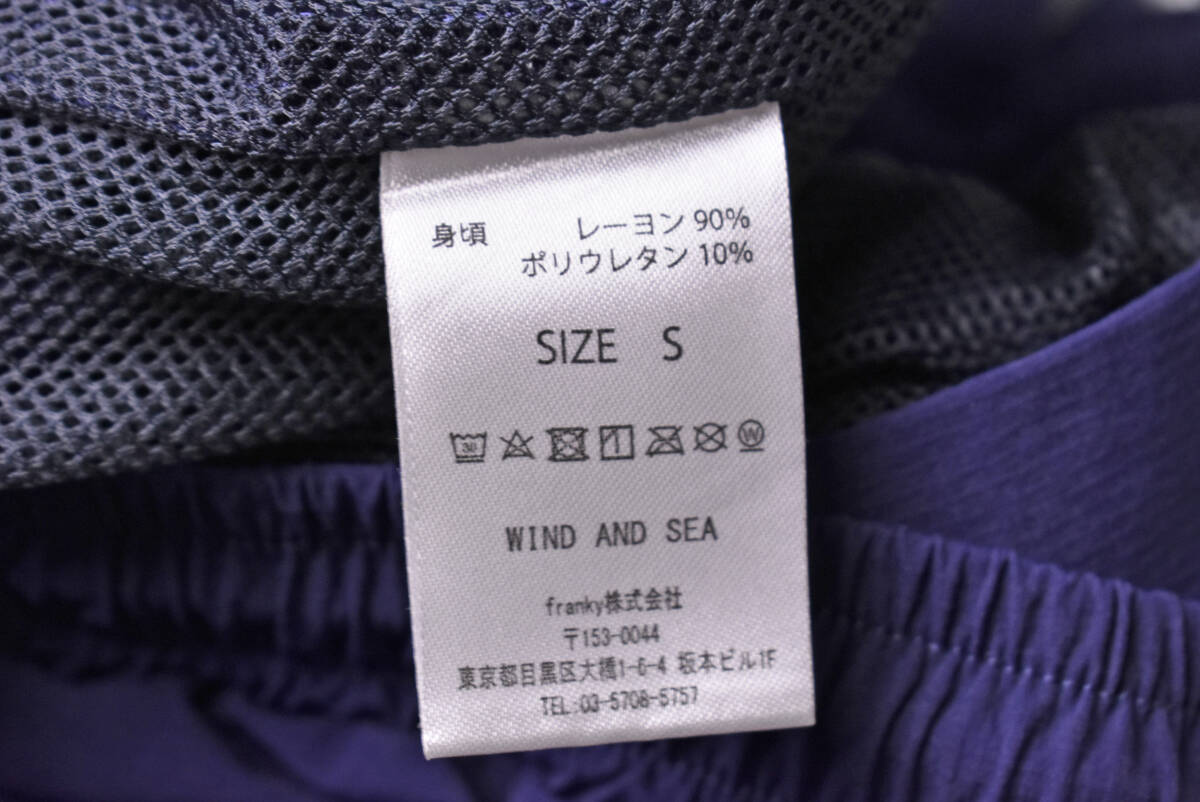 身頃 レーヨン 90%
ポリウレタン 10%
SIZE S
30
W
WIND AND SEA
franky株式会社
〒153-0044
東京都目黒区大橋1-6-4 坂本ビル1F
TEL:03-5708-5757